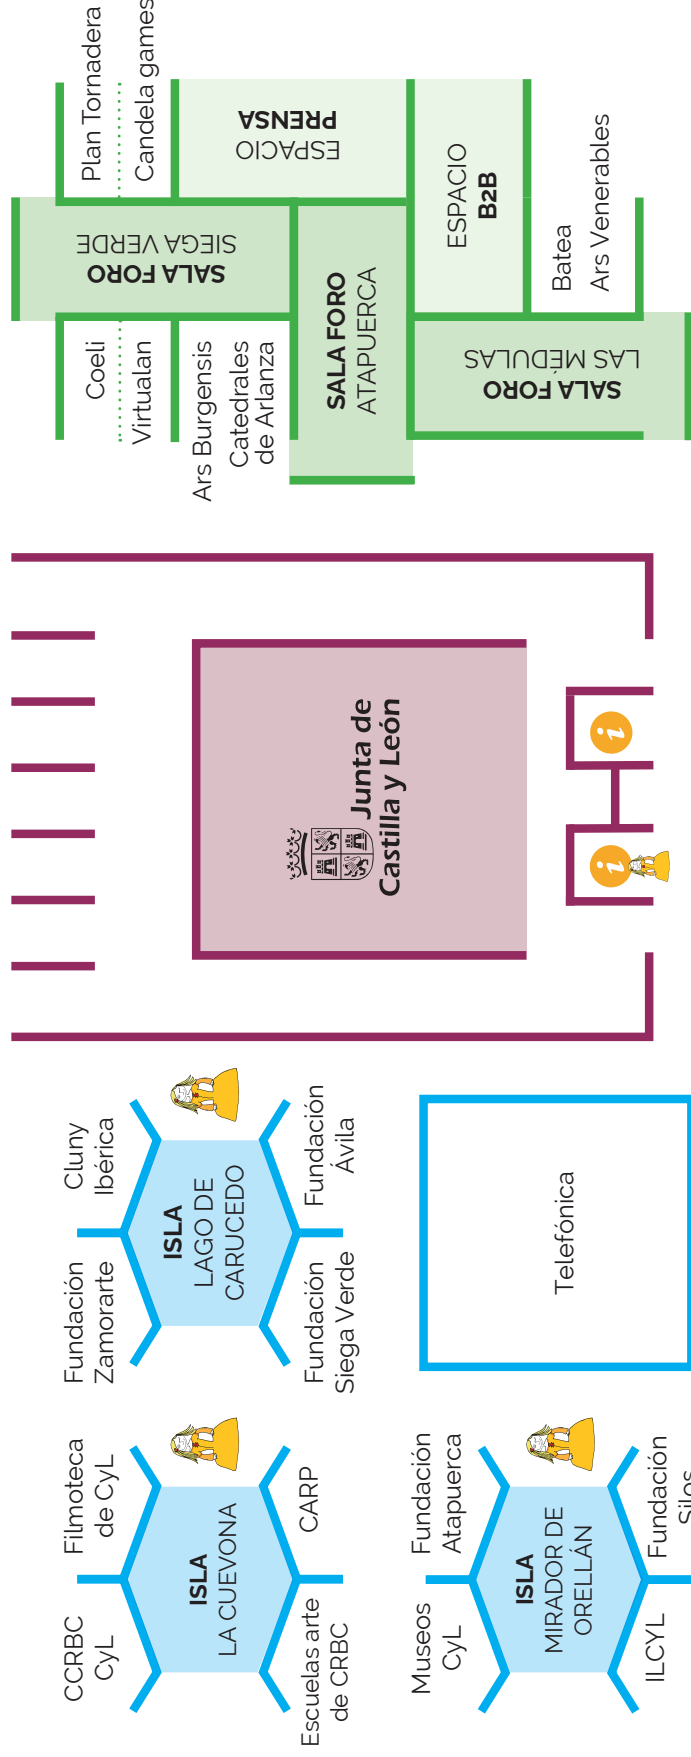 CCRBC
CyL
Filmoteca
de CyL
ISLA
LA CUEVONA
Escuelas arte
de CRBC
CARP
Fundación
Zamorarte
Cluny
Ibérica
ISLA
LAGO DE
CARUCEDO
Fundación
Siega Verde
Fundación
Ávila
Museos
CyL
Fundación
Atapuerca
ISLA
MIRADOR DE
ORELLÁN
ILCYL
Fundación
Silos
Telefónica
Junta de
Castilla y León
i
i
Coeli
Virtualan
Ars Burgensis
Catedrales
de Arlanza
SALA FORO
SIEGA VERDE
Plan Tornadera
Candela games
ESPACIO
PRENSA
SALA FORO
ATAPUERCA
ESPACIO
B2B
SALA FORO
LAS MÉDULAS
Batea
Ars Venerables